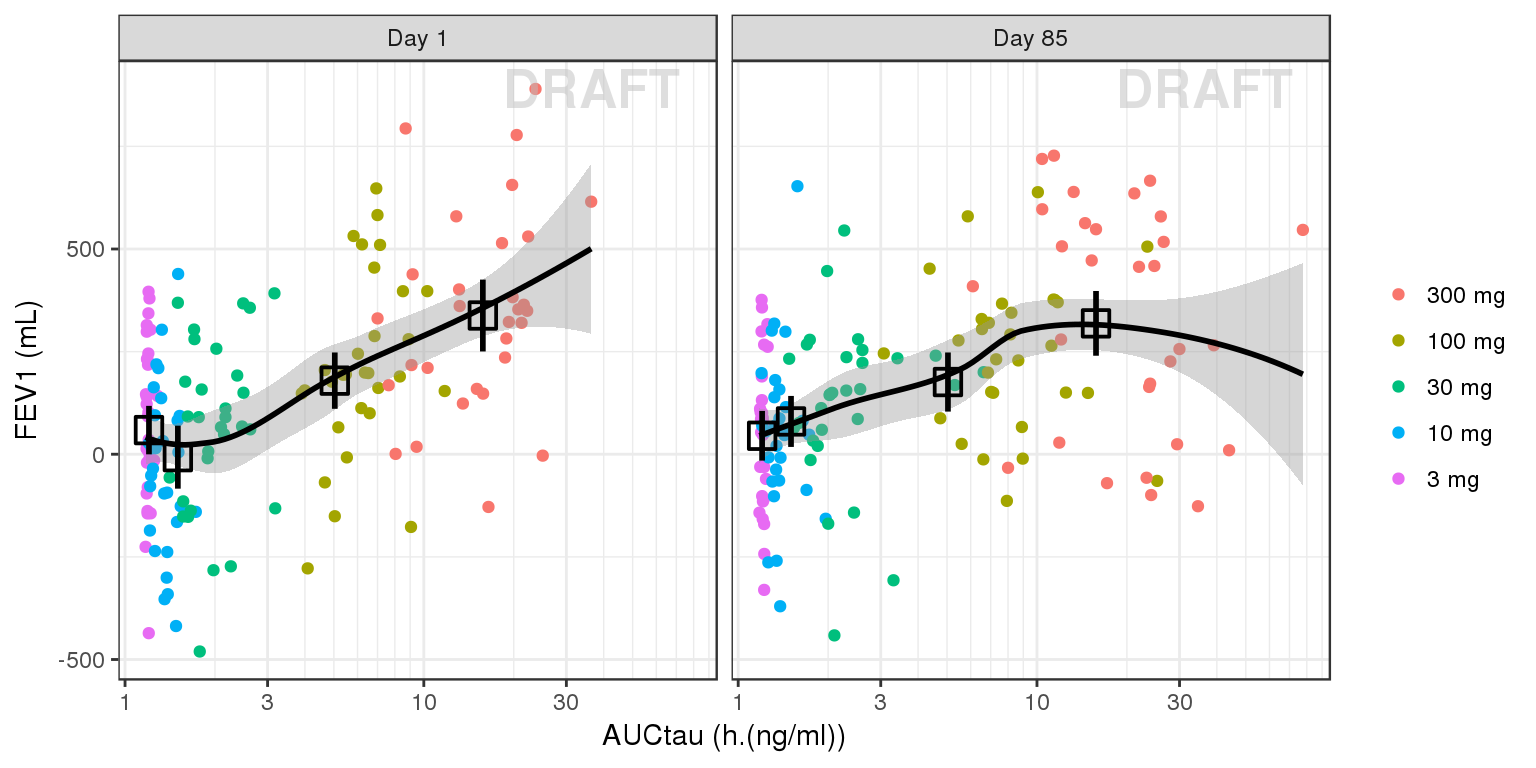 Day 1
Day 85
DRAFT
DRAFT
FEV1 (mL)
500
0
-500
1
3
10
30
1
3
10
30
AUCtau (h.(ng/ml))
300 mg
100 mg
30 mg
10 mg
3 mg